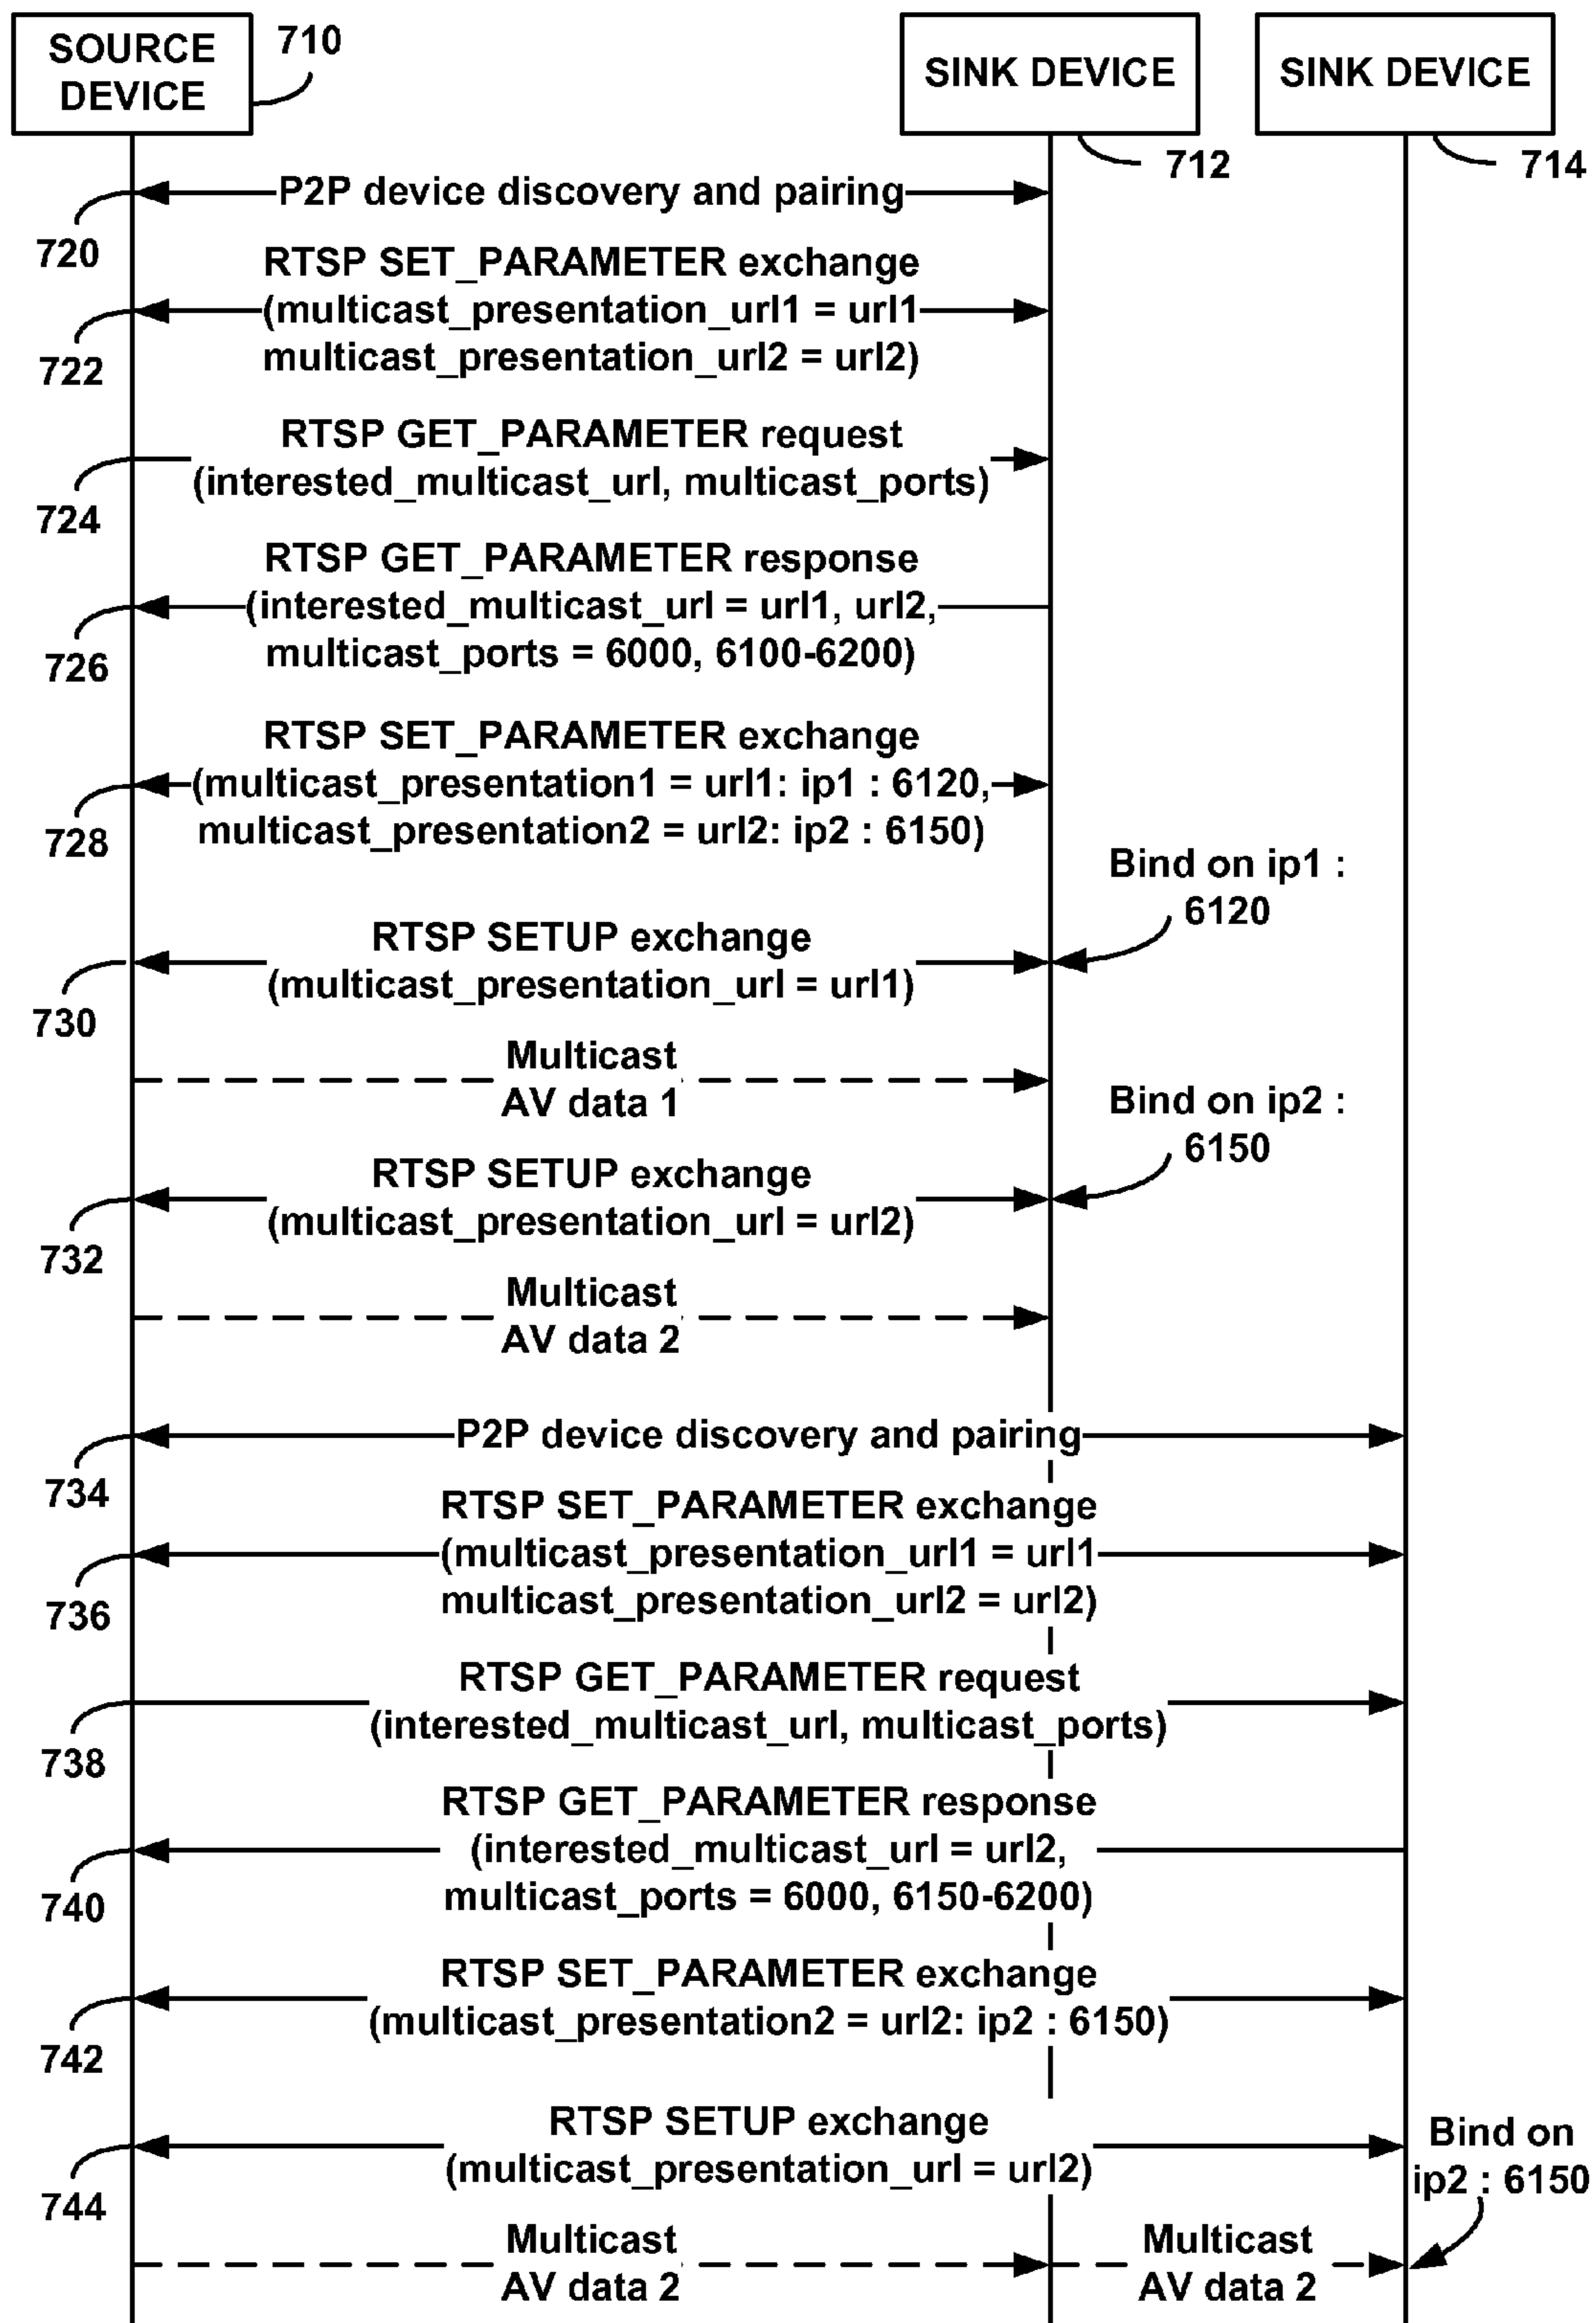 SOURCE
DEVICE
710
SINK DEVICE
712
SINK DEVICE
714
P2P device discovery and pairing
720
RTSP SET_PARAMETER exchange
(multicast_presentation_url1 = url1
multicast_presentation_url2 = url2)
722
RTSP GET_PARAMETER request
(interested_multicast_url, multicast_ports)
724
RTSP GET_PARAMETER response
(interested_multicast_url = url1, url2,
multicast_ports = 6000, 6100-6200)
726
RTSP SET_PARAMETER exchange
(multicast_presentation1 = url1: ip1 : 6120,
multicast_presentation2 = url2: ip2 : 6150)
728
Bind on ip1 :
6120
RTSP SETUP exchange
(multicast_presentation_url = url1)
730
Multicast
AV data 1
Bind on ip2 :
6150
RTSP SETUP exchange
(multicast_presentation_url = url2)
732
Multicast
AV data 2
P2P device discovery and pairing
734
RTSP SET_PARAMETER exchange
(multicast_presentation_url1 = url1
multicast_presentation_url2 = url2)
736
RTSP GET_PARAMETER request
(interested_multicast_url, multicast_ports)
738
RTSP GET_PARAMETER response
(interested_multicast_url = url2,
multicast_ports = 6000, 6150-6200)
740
RTSP SET_PARAMETER exchange
(multicast_presentation2 = url2: ip2 : 6150)
742
RTSP SETUP exchange
(multicast_presentation_url = url2)
744
Bind on
ip2 : 6150
Multicast
AV data 2
Multicast
AV data 2